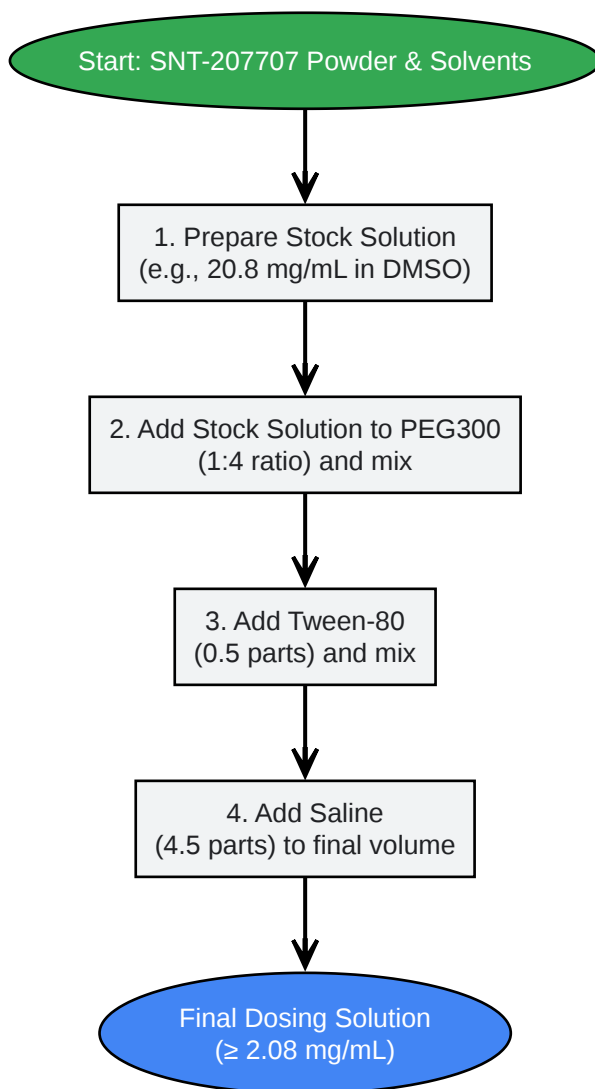 Start: SNT-207707 Powder & Solvents
1. Prepare Stock Solution
(e.g., 20.8 mg/mL in DMSO)
2. Add Stock Solution to PEG300
(1:4 ratio) and mix
3. Add Tween-80
(0.5 parts) and mix
4. Add Saline
(4.5 parts) to final volume
Final Dosing Solution
(≥ 2.08 mg/mL)